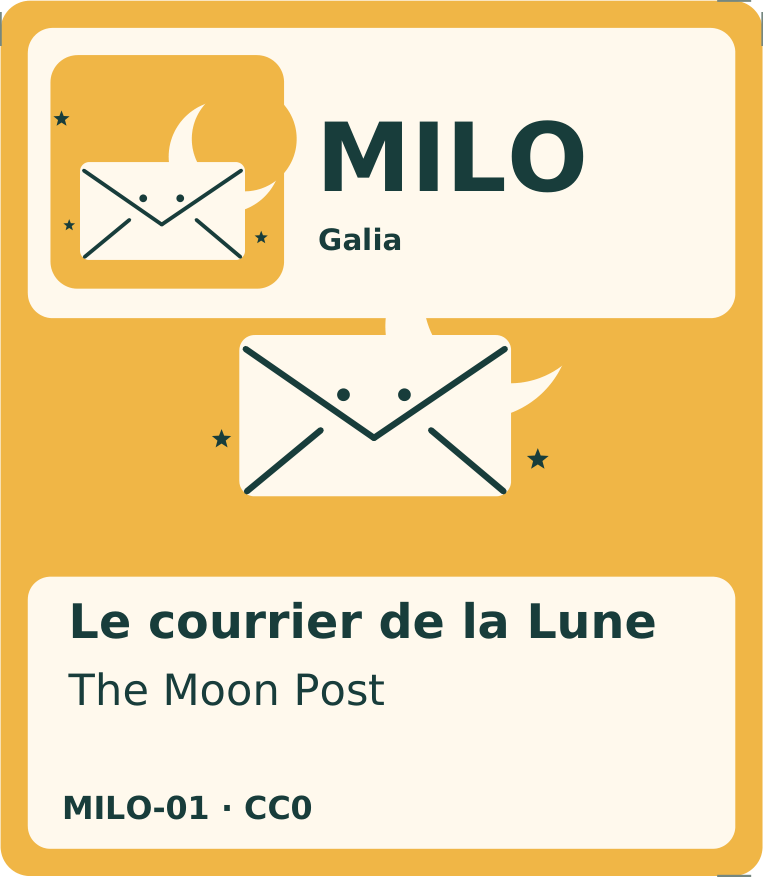 MILO
Galia
Le courrier de la Lune
The Moon Post
MILO-01 · CC0